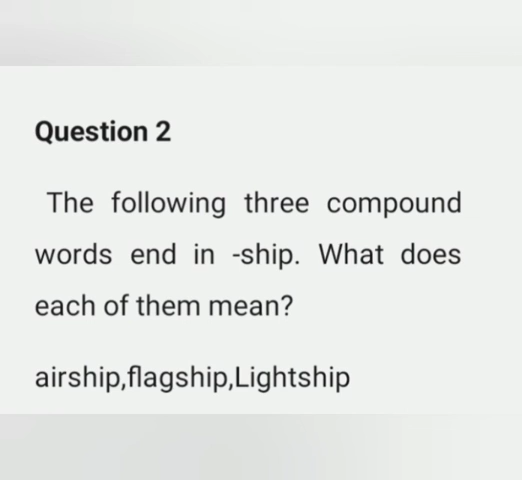 Question 2
The following three compound
words end in -ship. What does
each of them mean?
airship,flagship,Lightship